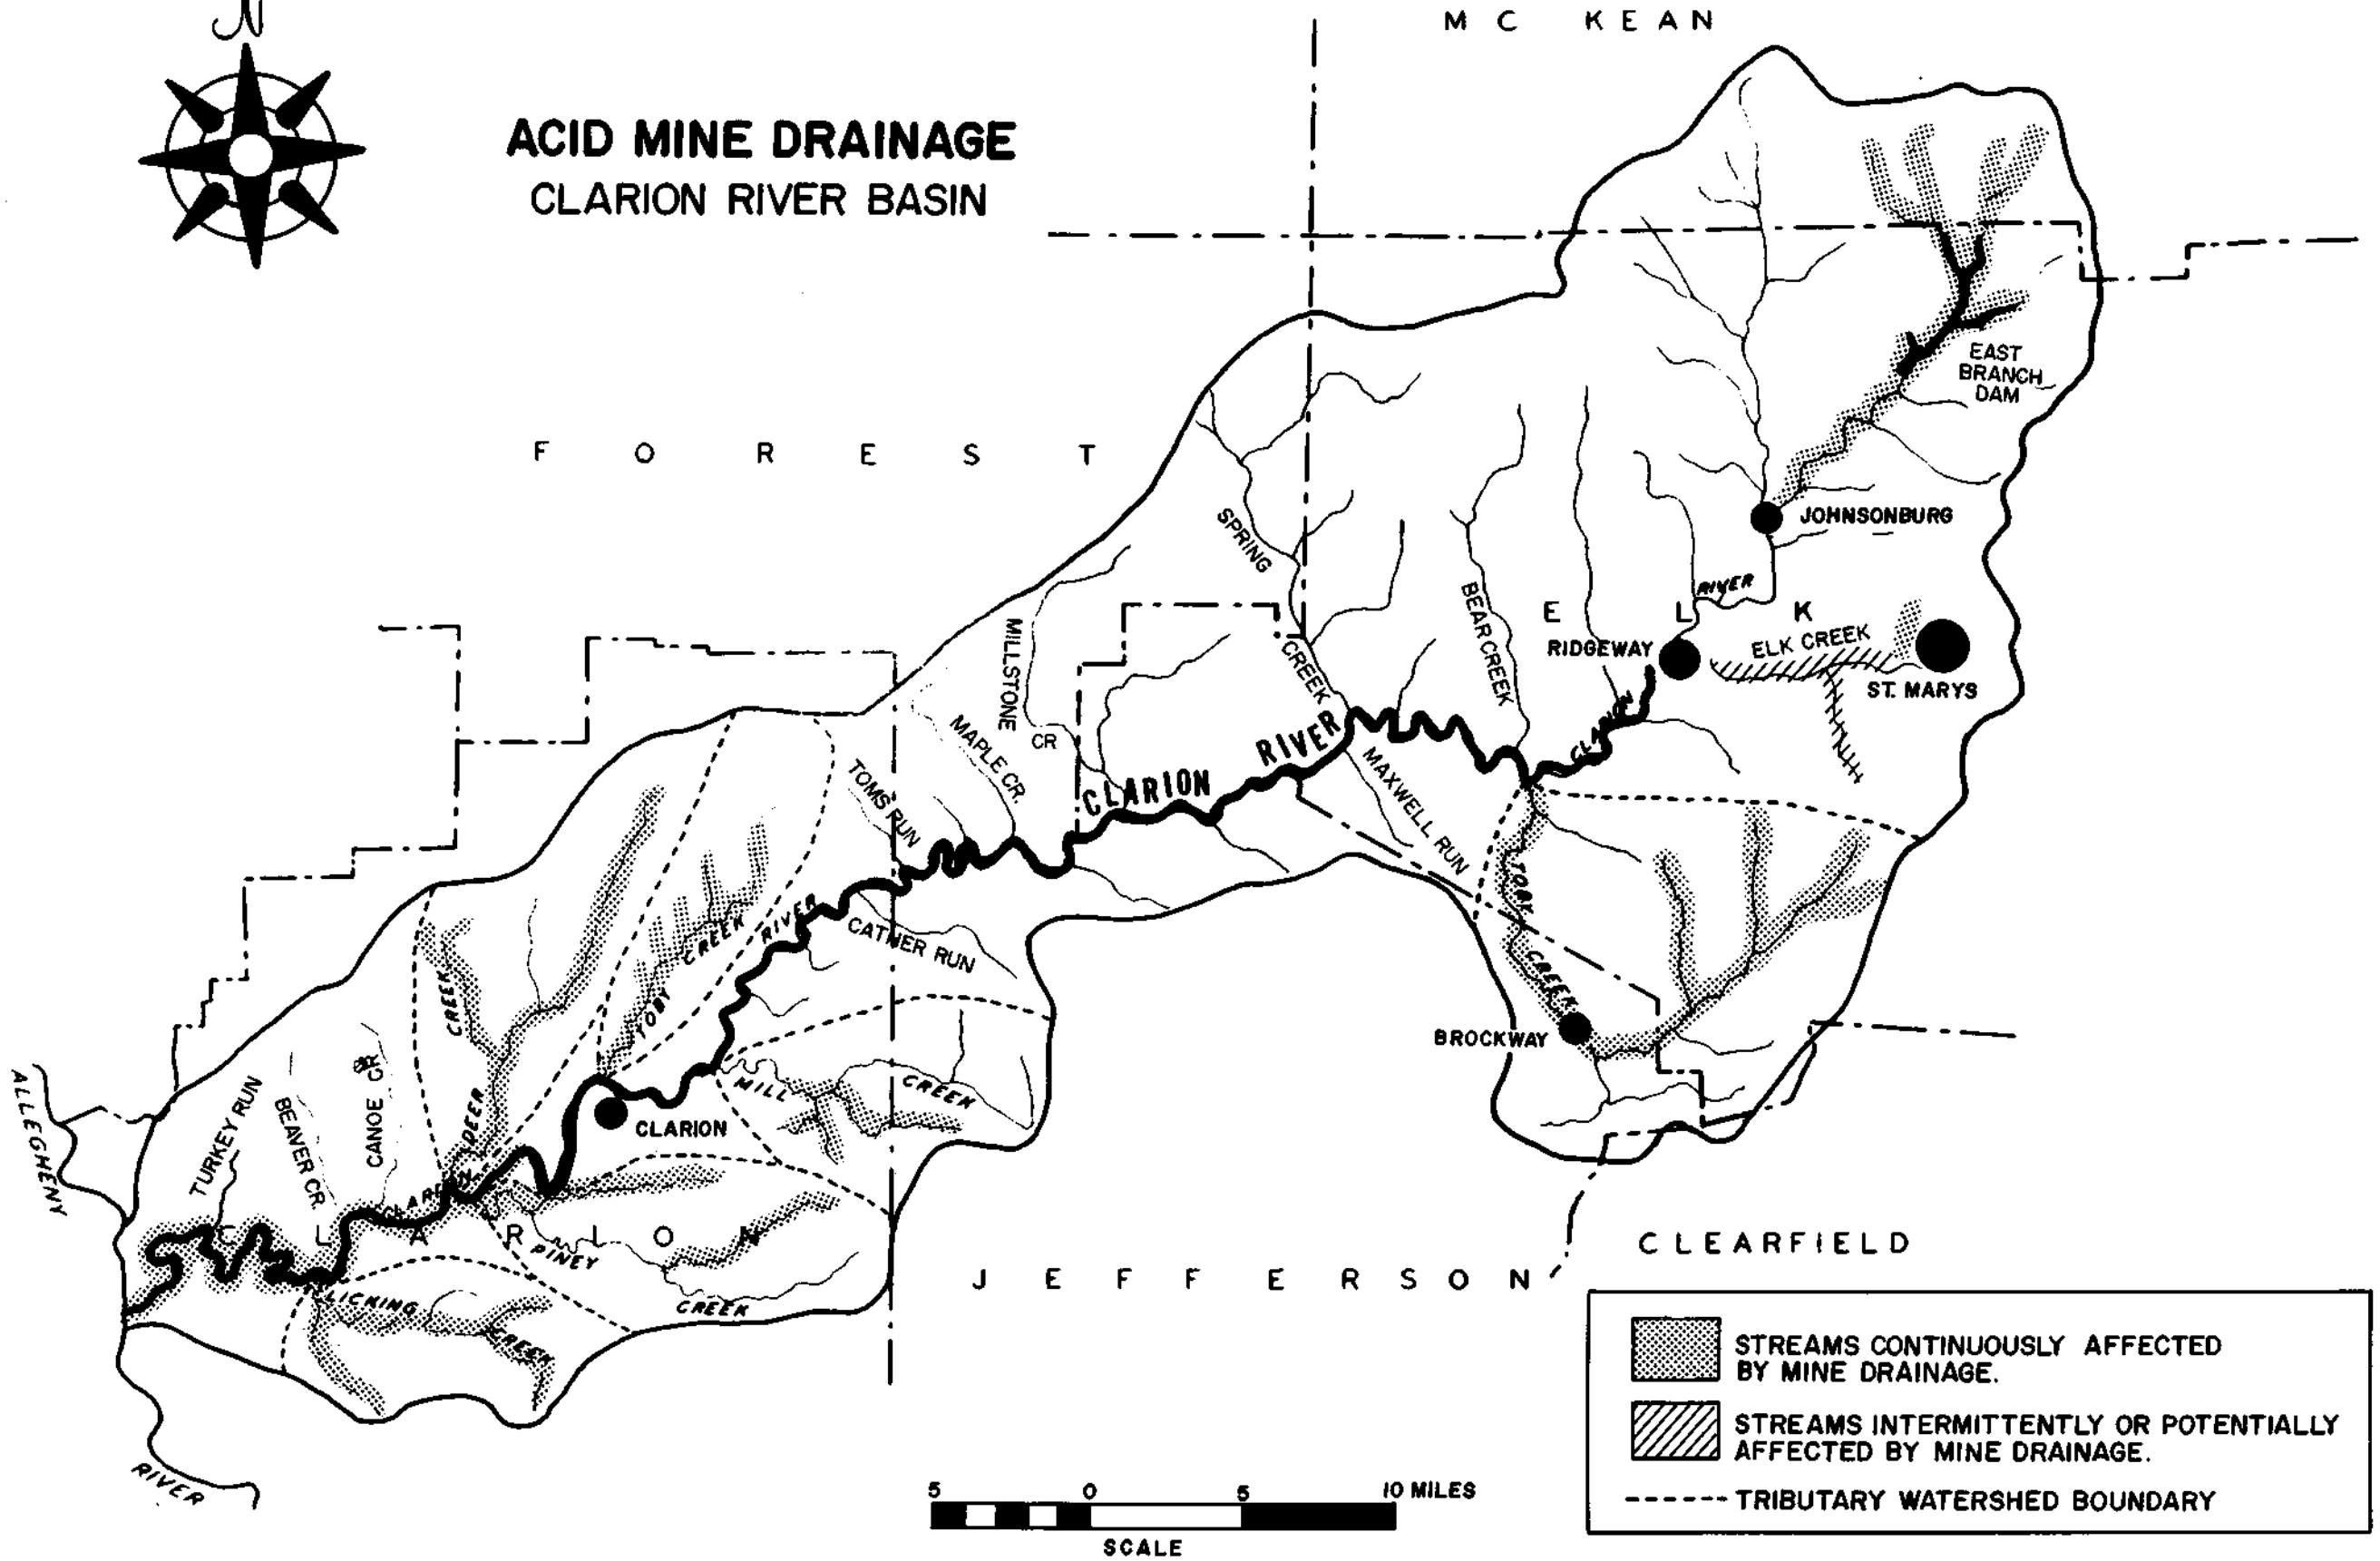 N
MC KEAN
ACID MINE DRAINAGE
CLARION RIVER BASIN
FOREST
EAST
BRANCH
DAM
JOHNSONBURG
SPRING
CREEK
RIVER
ELK
RIDGEWAY
ELK CREEK
ST. MARYS
BEAR CREEK
MILLSTONE
CR
MAPLE CR.
TOMS RUN
CLARION
RIVER
CLARION
MAXWELL RUN
TOBY
CREEK
BROCKWAY
CATHER RUN
RIVER
TOBY
CREEK
CREEK
DEER
MILL
CREEK
CLARION
CANOE CR
BEAVER CR.
TURKEY RUN
ALLEGHENY
RIVER
CLARION
CLARION
PINEY
CREEK
LICKING
CREEK
JEFFERSON
CLEARFIELD
STREAMS CONTINUOUSLY AFFECTED
BY MINE DRAINAGE.
STREAMS INTERMITTENTLY OR POTENTIALLY
AFFECTED BY MINE DRAINAGE.
TRIBUTARY WATERSHED BOUNDARY
5 0 5 10 MILES
SCALE